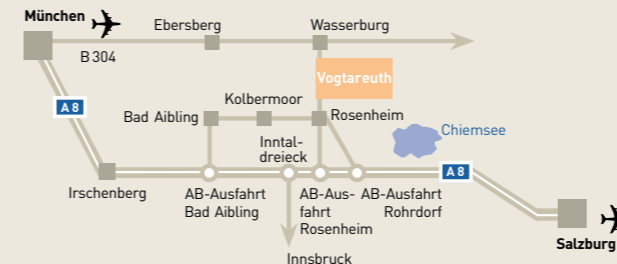 München
Ebersberg
Wasserburg
B 304
Vogtareuth
A 8
Kolbermoor
Bad Aibling
Rosenheim
Chiemsee
Inntal-
dreieck
A 8
Irschenberg
AB-Ausfahrt
Bad Aibling
AB-Aus-
fahrt
Rosenheim
AB-Ausfahrt
Rohrdorf
Salzburg
Innsbruck